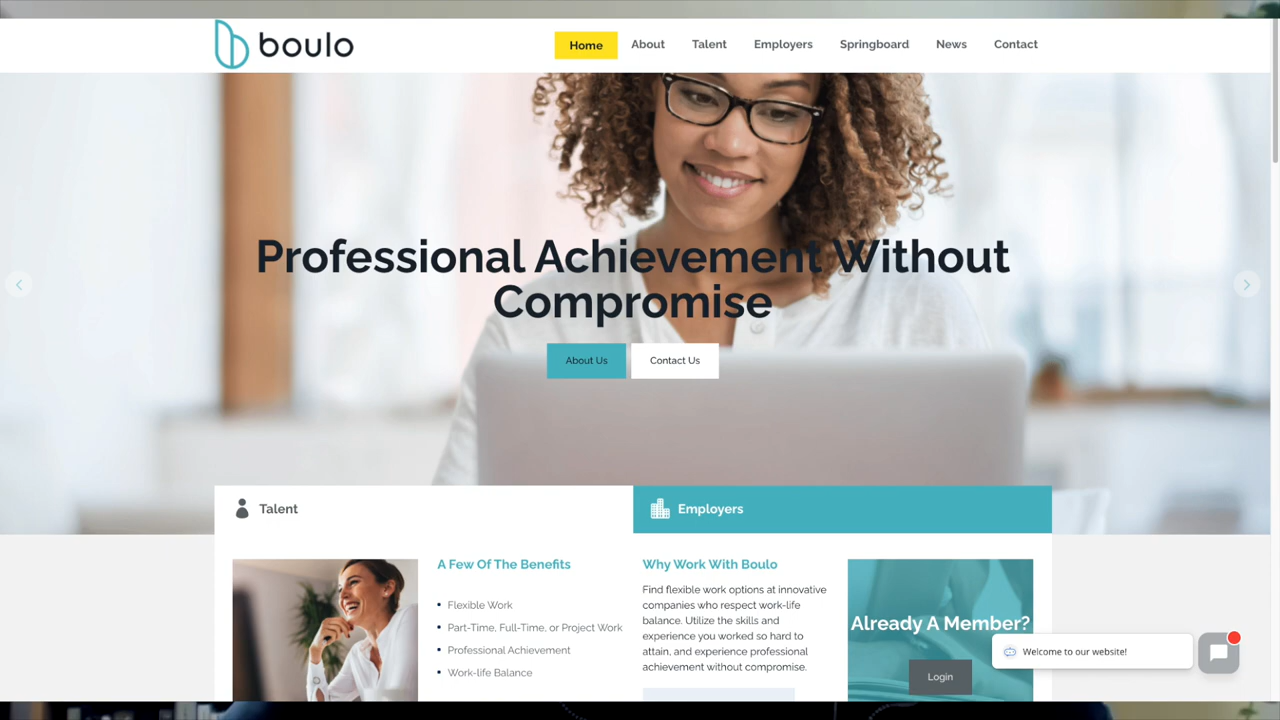 boulo
Home
About
Talent
Employers
Springboard
News
Contact
Professional Achievement Without
Compromise
About Us
Contact Us
Talent
Employers
A Few Of The Benefits
Flexible Work
Part-Time, Full-Time, or Project Work
Professional Achievement
Work-life Balance
Why Work With Boulo
Find flexible work options at innovative
companies who respect work-life
balance. Utilize the skills and
experience you worked so hard to
attain, and experience professional
achievement without compromise.
Already A Member?
Login
Welcome to our website!